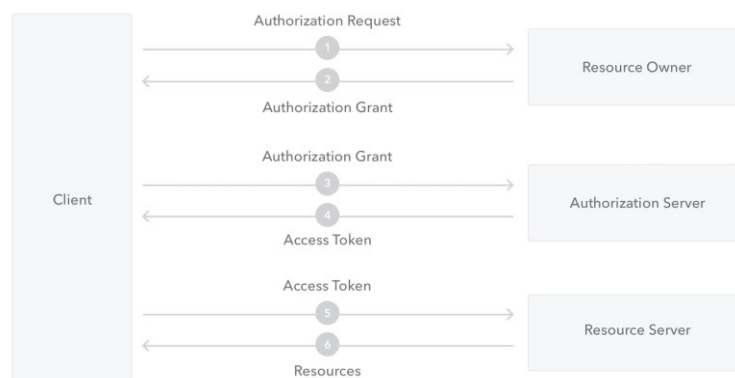 Authorization Request
1
Resource Owner
2
Authorization Grant
Authorization Grant
3
Client
Authorization Server
4
Access Token
Access Token
5
Resource Server
6
Resources